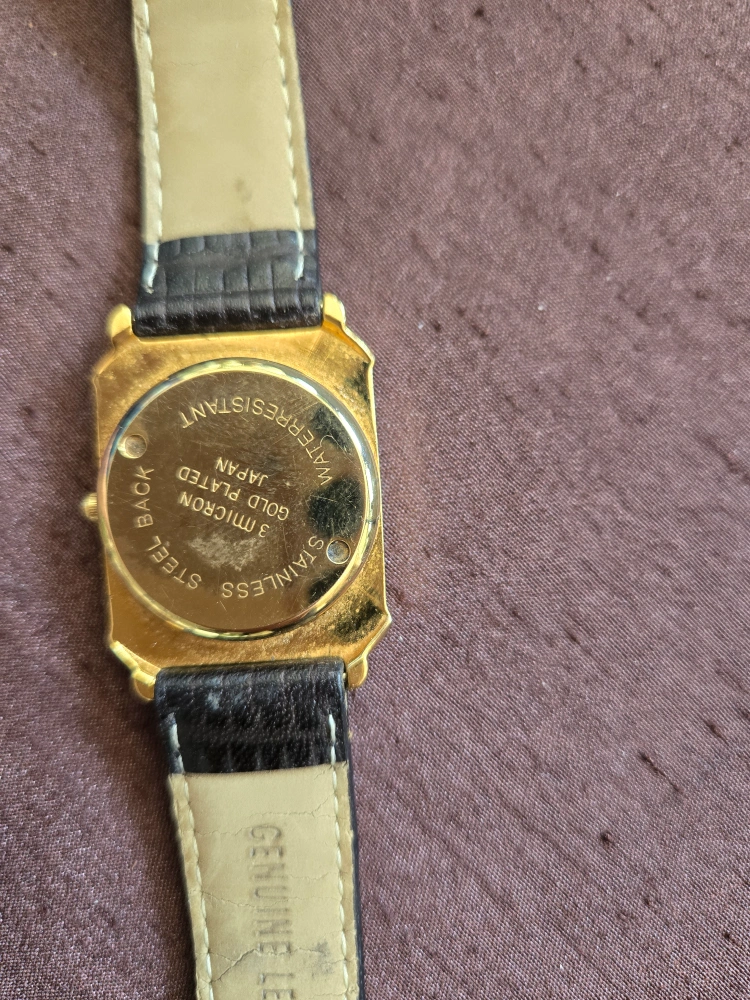 WATERRESISTANT
3 MICRON
GOLD PLATED
JAPAN
STAINLESS STEEL BACK
GENUINE LE